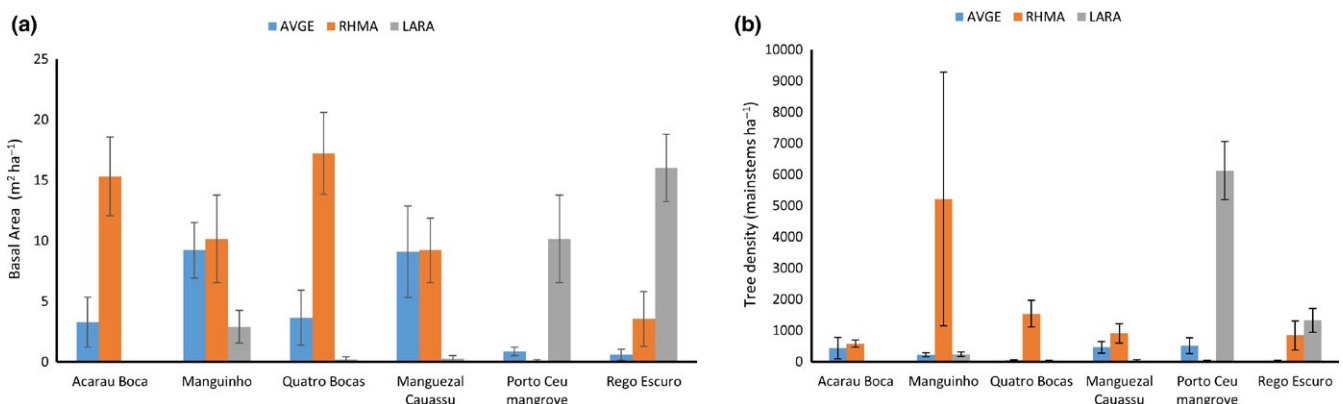 (a)
AVGE RHMA LARA
Basal Area (m² ha⁻¹)
25
20
15
10
5
0
Acarau Boca
Manguinho
Quatro Bocas
Manguezal
Cauassu
Porto Ceu
mangrove
Rego Escuro
(b)
AVGE RHMA LARA
Tree density (mainstems ha⁻¹)
10000
9000
8000
7000
6000
5000
4000
3000
2000
1000
0
Acarau Boca
Manguinho
Quatro Bocas
Manguezal
Cauassu
Porto Ceu
mangrove
Rego Escuro